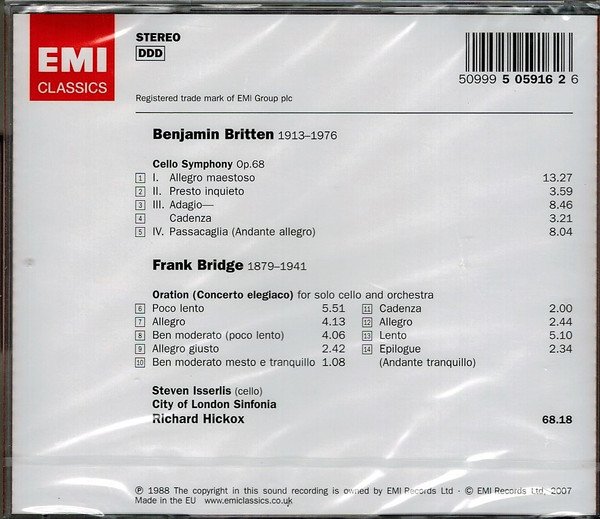 EMI
CLASSICS
STEREO
DDD
50999 5 05916 2 6
Registered trade mark of EMI Group plc
Benjamin Britten 1913–1976
Cello Symphony Op.68
1 I. Allegro maestoso 13.27
2 II. Presto inquieto 3.59
3 III. Adagio— 8.46
4 Cadenza 3.21
5 IV. Passacaglia (Andante allegro) 8.04
Frank Bridge 1879–1941
Oration (Concerto elegiaco) for solo cello and orchestra
6 Poco lento 5.51
7 Allegro 4.13
8 Ben moderato (poco lento) 4.06
9 Allegro giusto 2.42
10 Ben moderato mesto e tranquillo 1.08
11 Cadenza 2.00
12 Allegro 2.44
13 Lento 5.10
14 Epilogue 2.34
(Andante tranquillo)
Steven Isserlis (cello)
City of London Sinfonia
Richard Hickox 68.18
℗ 1988 The copyright in this sound recording is owned by EMI Records Ltd · © EMI Records Ltd, 2007
Made in the EU www.emiclassics.co.uk